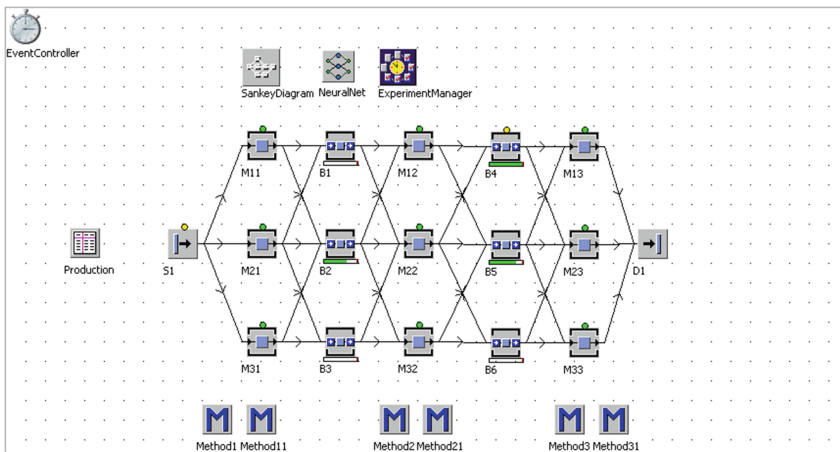 EventController
SankeyDiagram NeuralNet ExperimentManager
M11 B1 M12 B4 M13
Production S1 M21 B2 M22 B5 M23 D1
M31 B3 M32 B6 M33
Method1 Method11 Method2 Method21 Method3 Method31